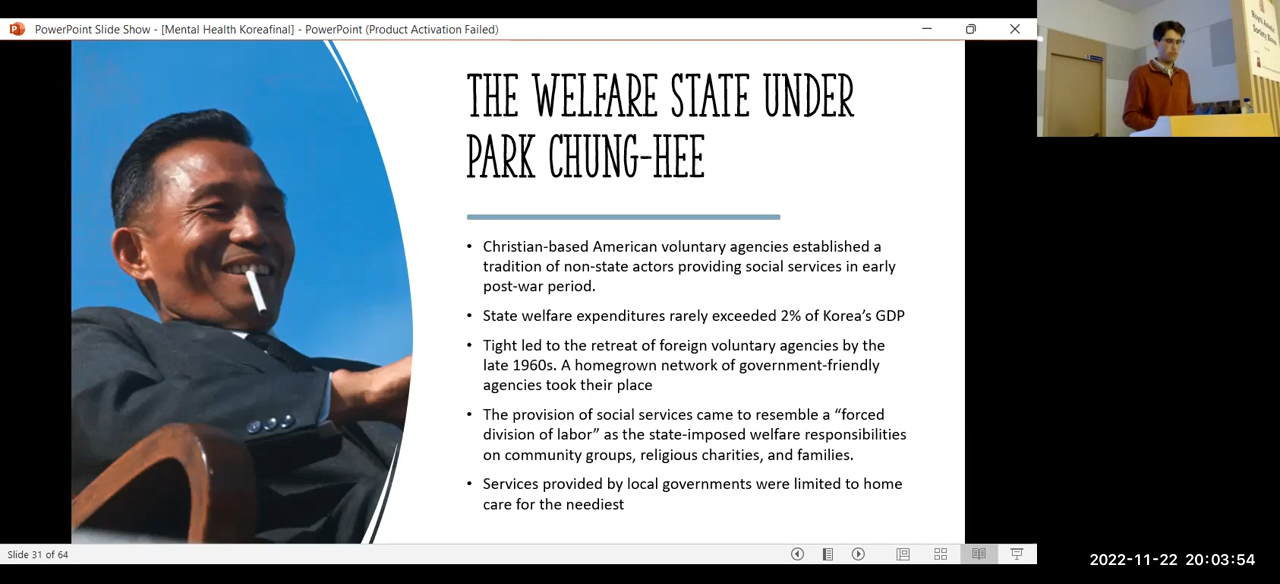 PowerPoint Slide Show - [Mental Health Koreafinal] - PowerPoint (Product Activation Failed)
THE WELFARE STATE UNDER
PARK CHUNG-HEE
• Christian-based American voluntary agencies established a
tradition of non-state actors providing social services in early
post-war period.
• State welfare expenditures rarely exceeded 2% of Korea's GDP
• Tight led to the retreat of foreign voluntary agencies by the
late 1960s. A homegrown network of government-friendly
agencies took their place
• The provision of social services came to resemble a “forced
division of labor” as the state-imposed welfare responsibilities
on community groups, religious charities, and families.
• Services provided by local governments were limited to home
care for the neediest
Slide 31 of 64
2022-11-22 20:03:54